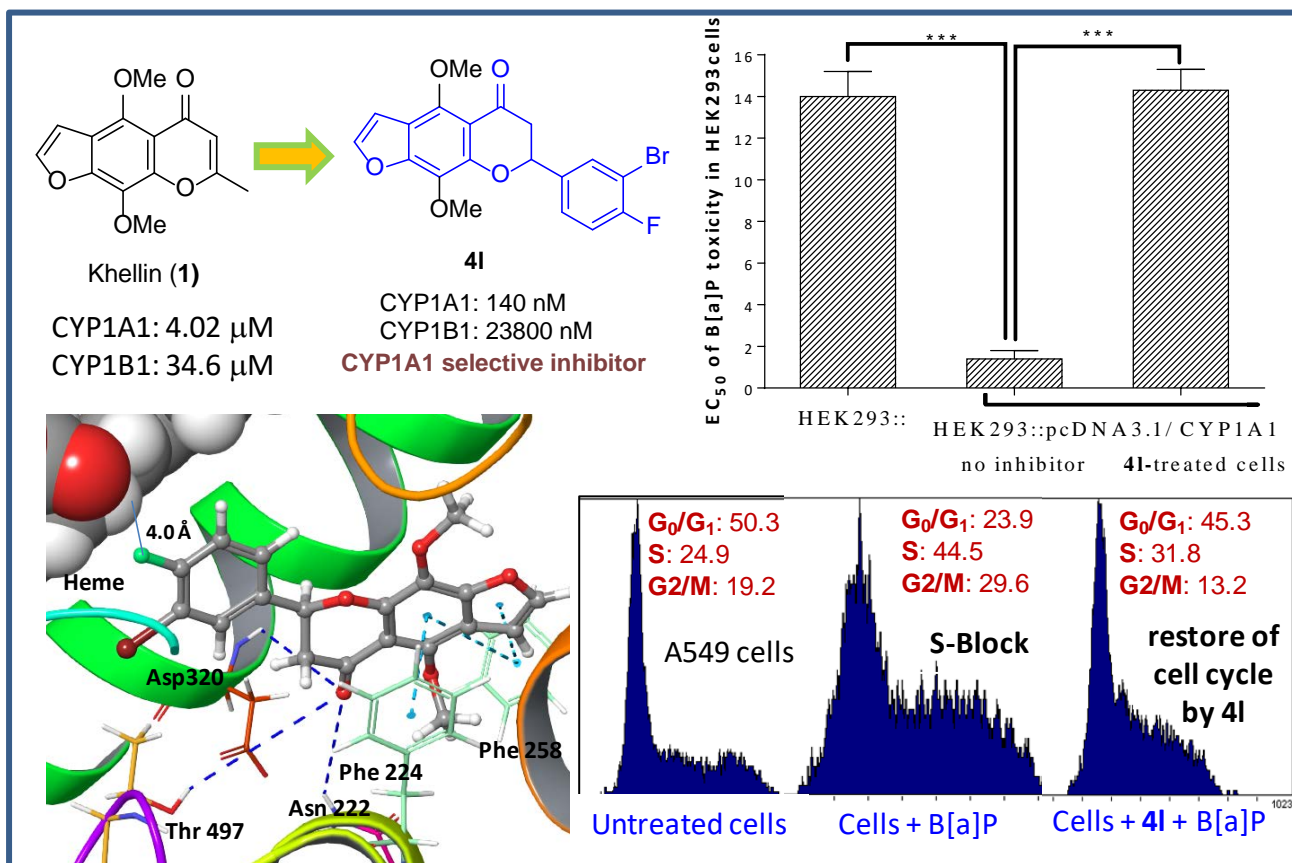 OMe O
O O
OMe
Khellin (1)
CYP1A1: 4.02 μM
CYP1B1: 34.6 μM
OMe O
O O
OMe
Br
F
4l
CYP1A1: 140 nM
CYP1B1: 23800 nM
CYP1A1 selective inhibitor
EC50 of B[a]P toxicity in HEK293cells
16
14
12
10
8
6
4
2
0
***
***
HEK293::
HEK293::pcDNA3.1/CYP1A1
no inhibitor
4l-treated cells
4.0 Å
Heme
Asp320
Phe 258
Phe 224
Asn 222
Thr 497
G0/G1: 50.3
S: 24.9
G2/M: 19.2
A549 cells
Untreated cells
G0/G1: 23.9
S: 44.5
G2/M: 29.6
S-Block
Cells + B[a]P
G0/G1: 45.3
S: 31.8
G2/M: 13.2
restore of
cell cycle
by 4l
1023
Cells + 4l + B[a]P